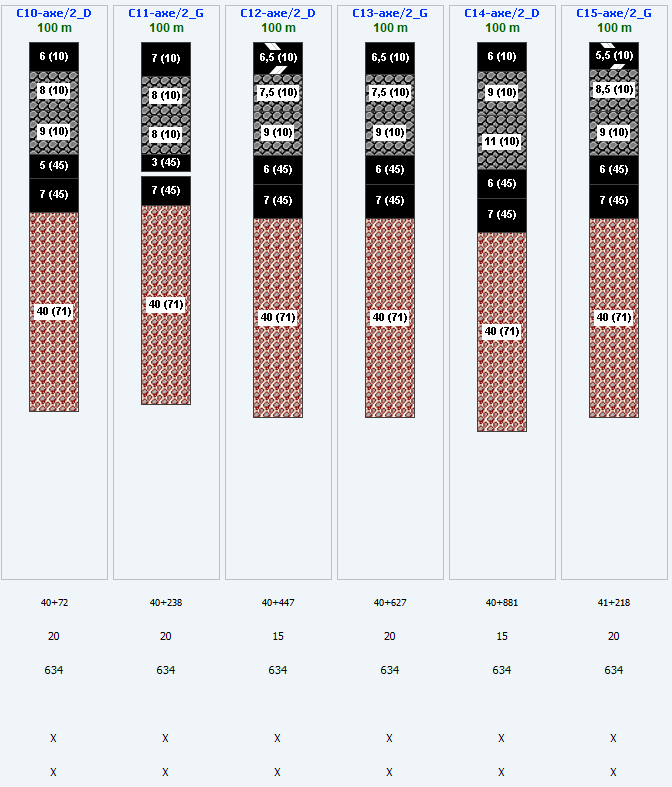 C10-axe/2_D C11-axe/2_G C12-axe/2_D C13-axe/2_G C14-axe/2_D C15-axe/2_G
100 m 100 m 100 m 100 m 100 m 100 m
6 (10) 7 (10) 6,5 (10) 6,5 (10) 6 (10) 5,5 (10)
8 (10) 8 (10) 7,5 (10) 7,5 (10) 9 (10) 8,5 (10)
9 (10) 8 (10) 9 (10) 9 (10) 11 (10) 9 (10)
5 (45) 3 (45) 6 (45) 6 (45) 6 (45) 6 (45)
7 (45) 7 (45) 7 (45) 7 (45) 7 (45) 7 (45)
40 (71) 40 (71) 40 (71) 40 (71) 40 (71) 40 (71)
40+72 40+238 40+447 40+627 40+881 41+218
20 20 15 20 15 20
634 634 634 634 634 634
X X X X X X
X X X X X X